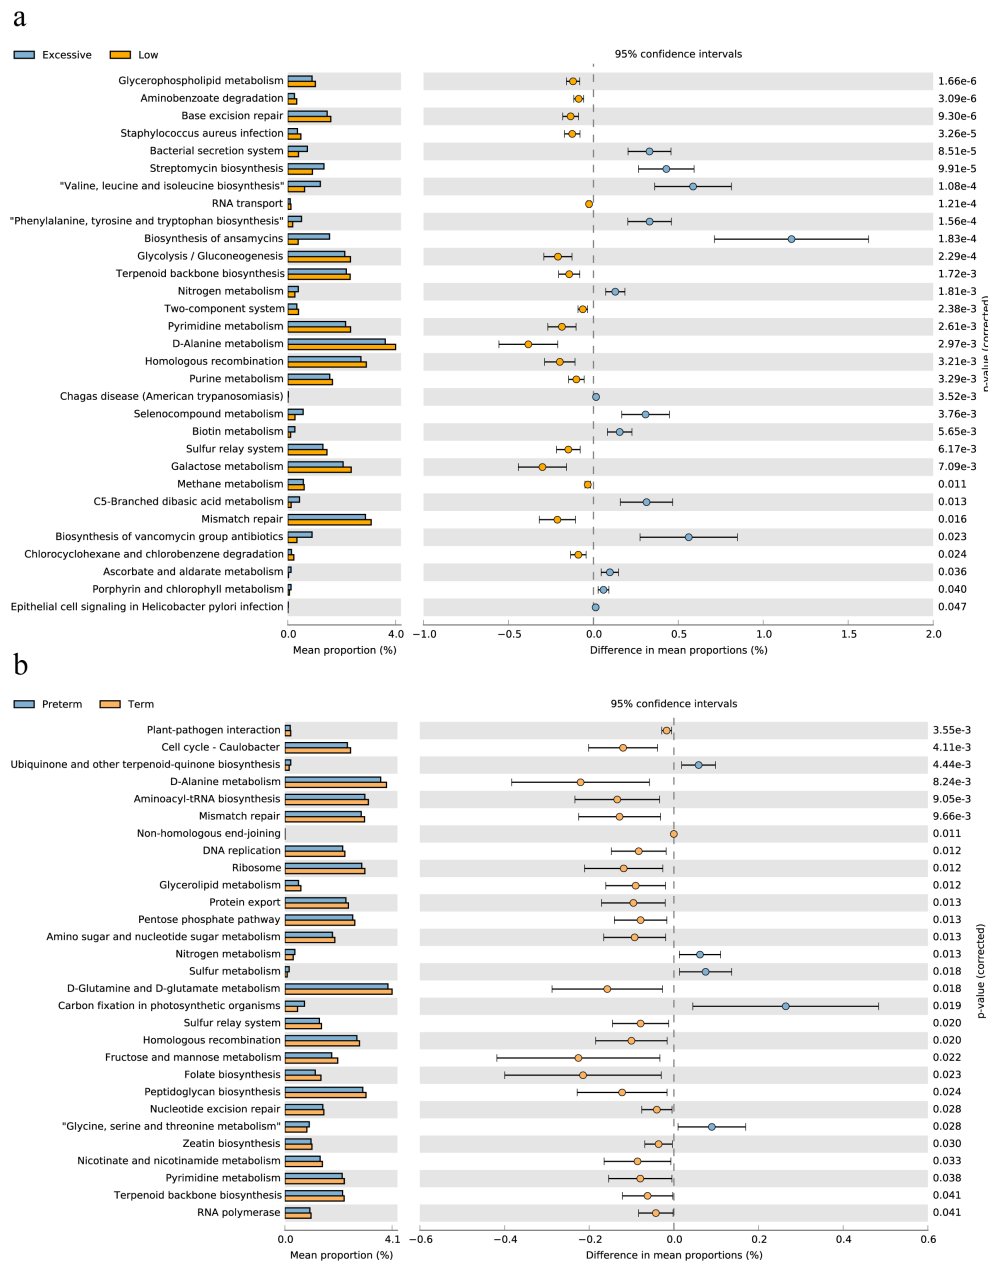 a
Excessive Low 95% confidence intervals
Glycerophospholipid metabolism 1.66e-6
Aminobenzoate degradation 3.09e-6
Base excision repair 9.30e-6
Staphylococcus aureus infection 3.26e-5
Bacterial secretion system 8.51e-5
Streptomycin biosynthesis 9.91e-5
"Valine, leucine and isoleucine biosynthesis" 1.08e-4
RNA transport 1.21e-4
"Phenylalanine, tyrosine and tryptophan biosynthesis" 1.56e-4
Biosynthesis of ansamycins 1.83e-4
Glycolysis / Gluconeogenesis 2.29e-4
Terpenoid backbone biosynthesis 1.72e-3
Nitrogen metabolism 1.81e-3
Two-component system 2.38e-3
Pyrimidine metabolism 2.61e-3
D-Alanine metabolism 2.97e-3
Homologous recombination 3.21e-3
Purine metabolism 3.29e-3
Chagas disease (American trypanosomiasis) 3.52e-3
Selenocompound metabolism 3.76e-3
Biotin metabolism 5.65e-3
Sulfur relay system 6.17e-3
Galactose metabolism 7.09e-3
Methane metabolism 0.011
C5-Branched dibasic acid metabolism 0.013
Mismatch repair 0.016
Biosynthesis of vancomycin group antibiotics 0.023
Chlorocyclohexane and chlorobenzene degradation 0.024
Ascorbate and aldarate metabolism 0.036
Porphyrin and chlorophyll metabolism 0.040
Epithelial cell signaling in Helicobacter pylori infection 0.047
p-value (corrected)
0.0 4.0 −1.0 −0.5 0.0 0.5 1.0 1.5 2.0
Mean proportion (%) Difference in mean proportions (%)
b
Preterm Term 95% confidence intervals
Plant-pathogen interaction 3.55e-3
Cell cycle - Caulobacter 4.11e-3
Ubiquinone and other terpenoid-quinone biosynthesis 4.44e-3
D-Alanine metabolism 8.24e-3
Aminoacyl-tRNA biosynthesis 9.05e-3
Mismatch repair 9.66e-3
Non-homologous end-joining 0.011
DNA replication 0.012
Ribosome 0.012
Glycerolipid metabolism 0.012
Protein export 0.013
Pentose phosphate pathway 0.013
Amino sugar and nucleotide sugar metabolism 0.013
Nitrogen metabolism 0.013
Sulfur metabolism 0.018
D-Glutamine and D-glutamate metabolism 0.018
Carbon fixation in photosynthetic organisms 0.019
Sulfur relay system 0.020
Homologous recombination 0.020
Fructose and mannose metabolism 0.022
Folate biosynthesis 0.023
Peptidoglycan biosynthesis 0.024
Nucleotide excision repair 0.028
"Glycine, serine and threonine metabolism" 0.028
Zeatin biosynthesis 0.030
Nicotinate and nicotinamide metabolism 0.033
Pyrimidine metabolism 0.038
Terpenoid backbone biosynthesis 0.041
RNA polymerase 0.041
p-value (corrected)
0.0 4.1 −0.6 −0.4 −0.2 0.0 0.2 0.4 0.6
Mean proportion (%) Difference in mean proportions (%)